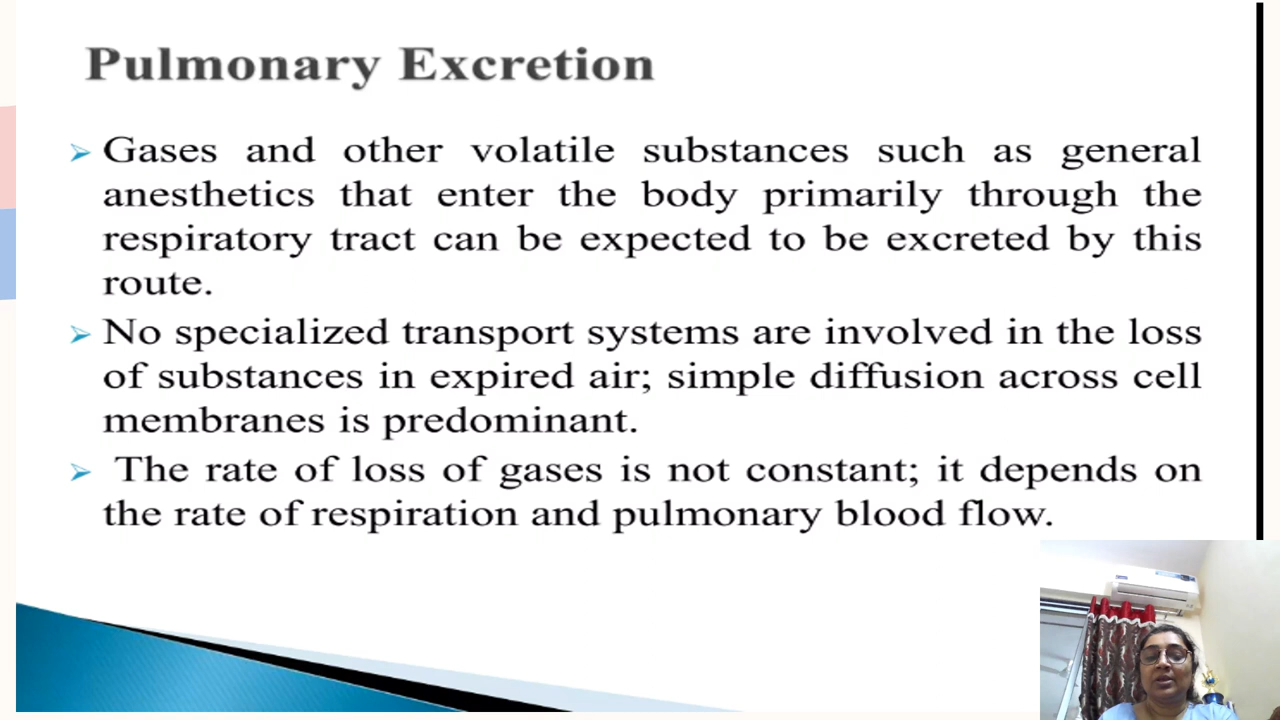 Pulmonary Excretion
➢ Gases and other volatile substances such as general
anesthetics that enter the body primarily through the
respiratory tract can be expected to be excreted by this
route.
➢ No specialized transport systems are involved in the loss
of substances in expired air; simple diffusion across cell
membranes is predominant.
➢ The rate of loss of gases is not constant; it depends on
the rate of respiration and pulmonary blood flow.